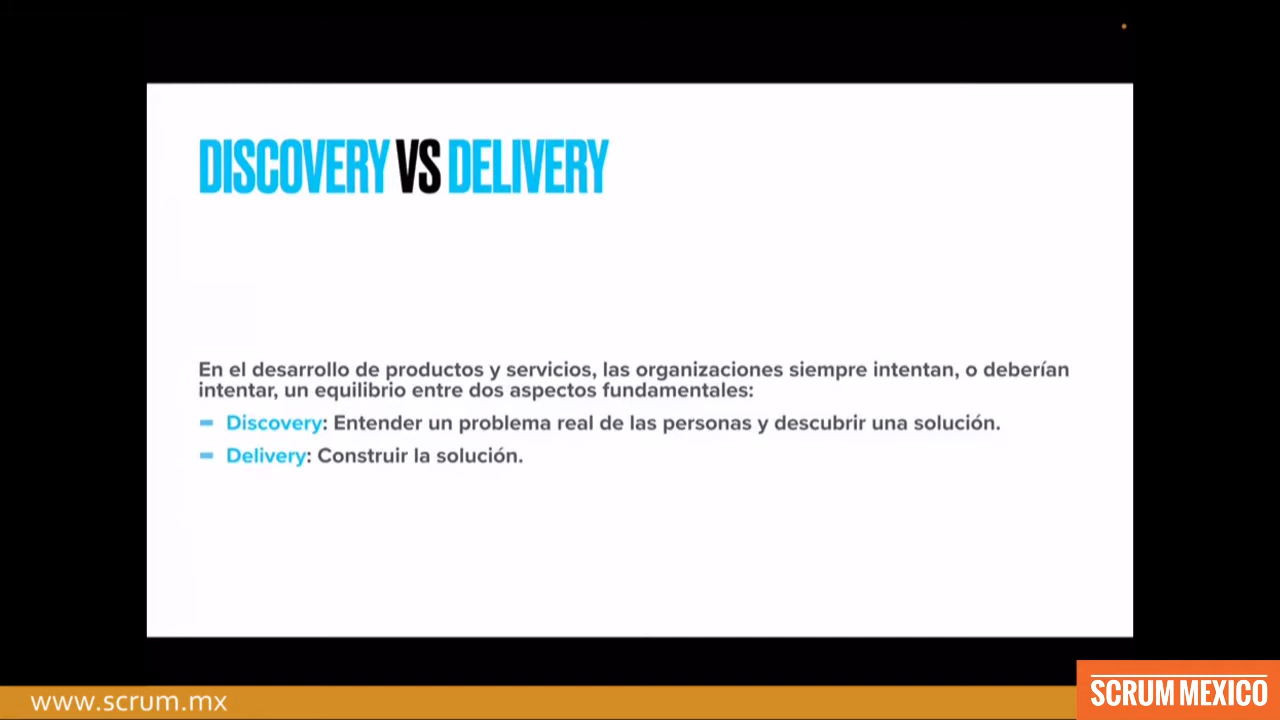 DISCOVERY VS DELIVERY
En el desarrollo de productos y servicios, las organizaciones siempre intentan, o deberían
intentar, un equilibrio entre dos aspectos fundamentales:
Discovery: Entender un problema real de las personas y descubrir una solución.
Delivery: Construir la solución.
www.scrum.mx
SCRUM MEXICO